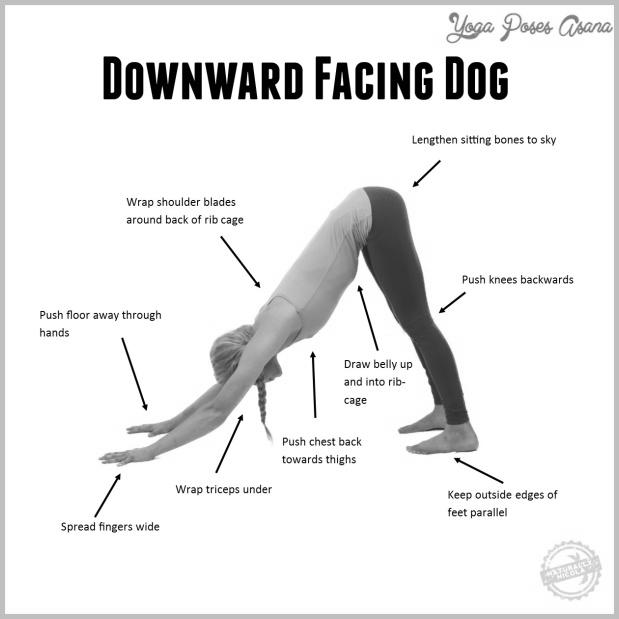 Yoga Poses Asana
DOWNWARD FACING DOG
Lengthen sitting bones to sky
Wrap shoulder blades
around back of rib cage
Push knees backwards
Push floor away through
hands
Draw belly up
and into rib-
cage
Push chest back
towards thighs
Wrap triceps under
Keep outside edges of
feet parallel
Spread fingers wide
NATURALLY
NICOLA